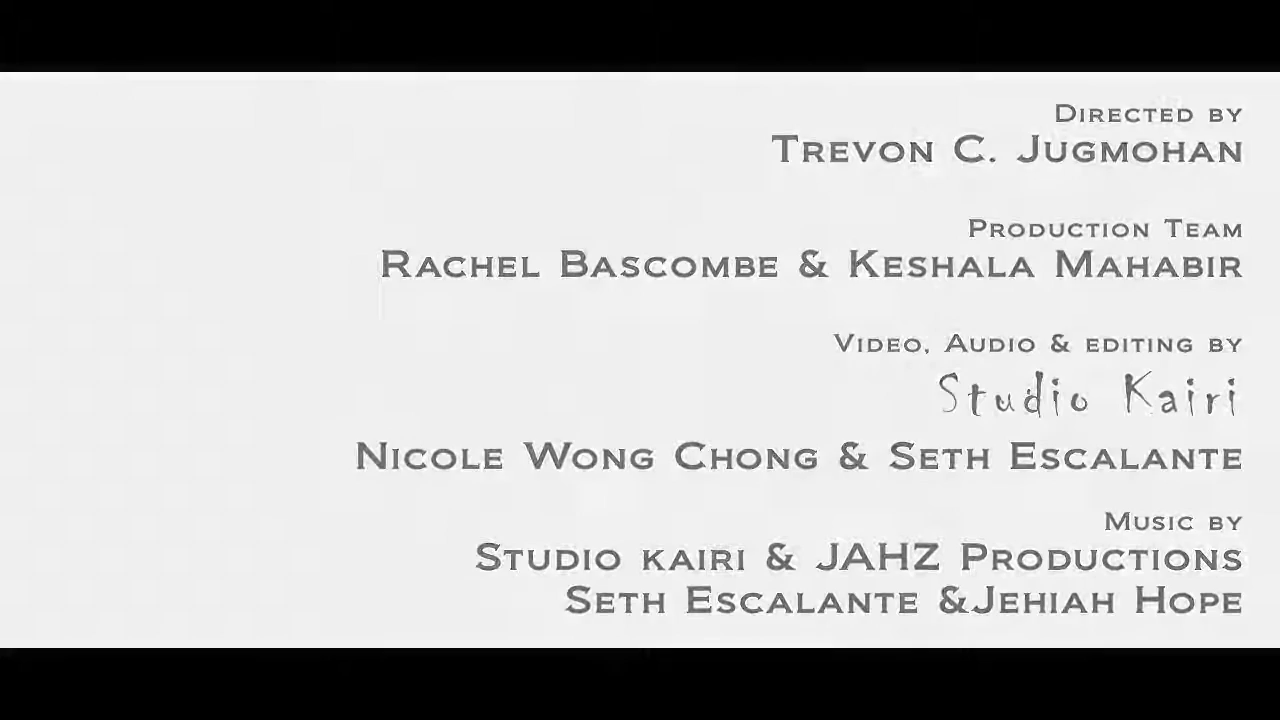 Directed by
Trevon C. Jugmohan
Production Team
Rachel Bascombe & Keshala Mahabir
Video, Audio & editing by
Studio Kairi
Nicole Wong Chong & Seth Escalante
Music by
Studio kairi & JAHZ Productions
Seth Escalante &Jehiah Hope